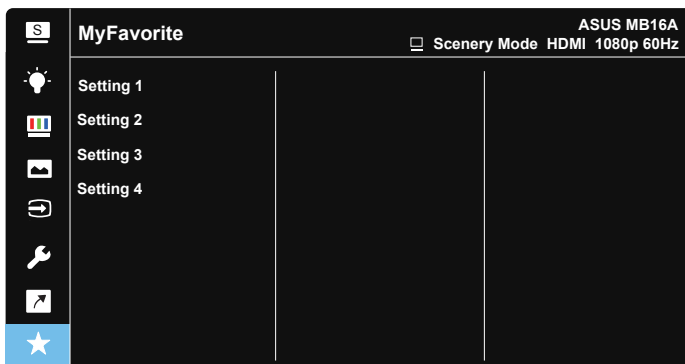 S
MyFavorite
ASUS MB16A
Scenery Mode HDMI 1080p 60Hz
Setting 1
Setting 2
Setting 3
Setting 4